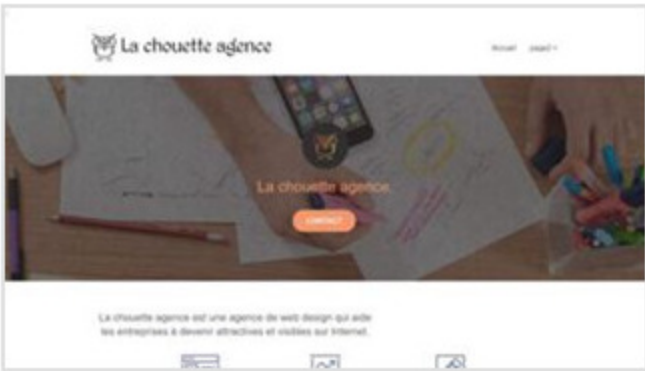 La chouette agence
Accueil page2
La chouette agence.
CONTACT
La chouette agence est une agence de web design qui aide
les entreprises à devenir attractives et visibles sur Internet.